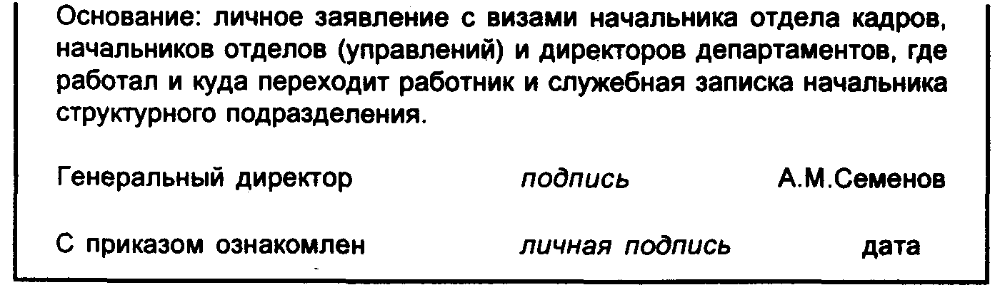 Основание: личное заявление с визами начальника отдела кадров,
начальников отделов (управлений) и директоров департаментов, где
работал и куда переходит работник и служебная записка начальника
структурного подразделения.
Генеральный директор подпись А.М.Семенов
С приказом ознакомлен личная подпись дата